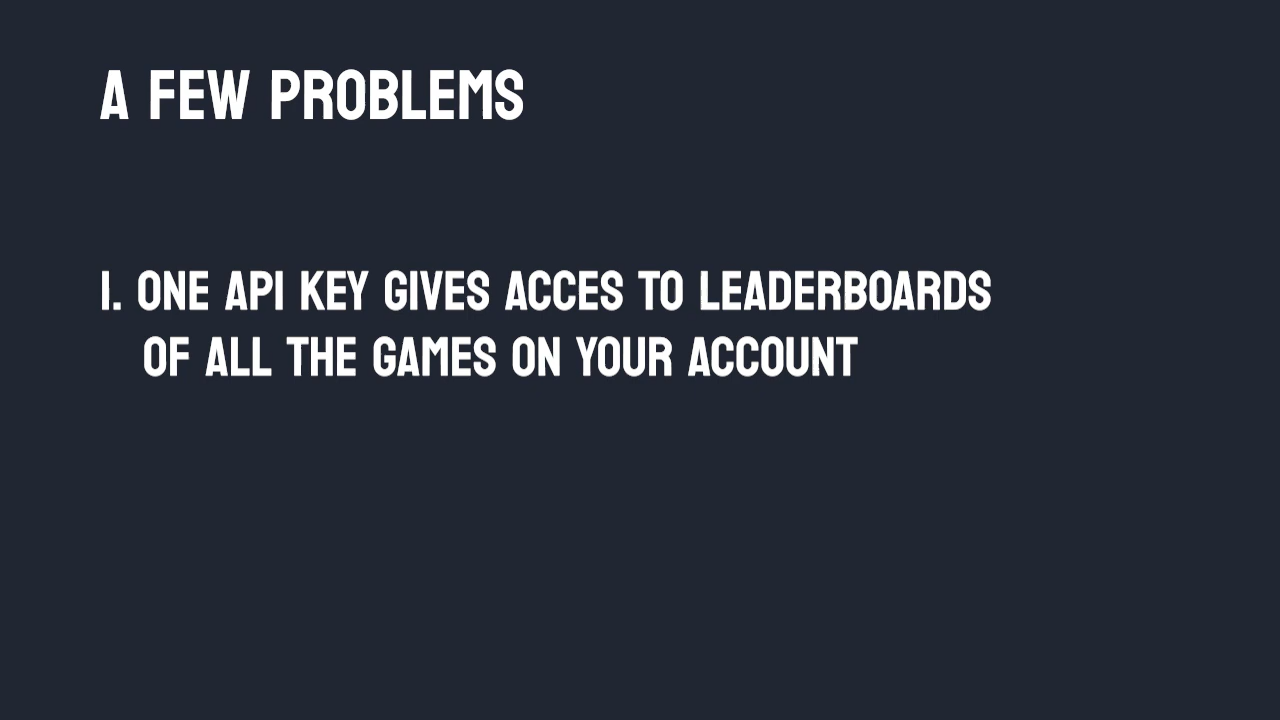 A FEW PROBLEMS
1. ONE API KEY GIVES ACCES TO LEADERBOARDS
OF ALL THE GAMES ON YOUR ACCOUNT